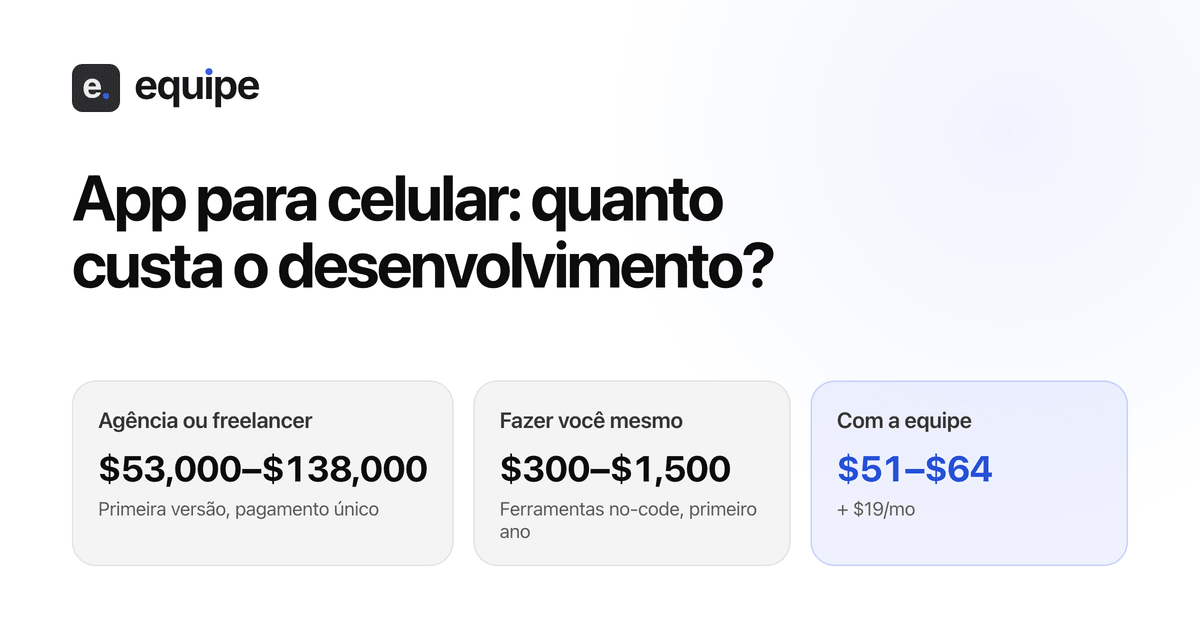 e.
equipe
App para celular: quanto
custa o desenvolvimento?
Agência ou freelancer
$53,000–$138,000
Primeira versão, pagamento único
Fazer você mesmo
$300–$1,500
Ferramentas no-code, primeiro
ano
Com a equipe
$51–$64
+ $19/mo